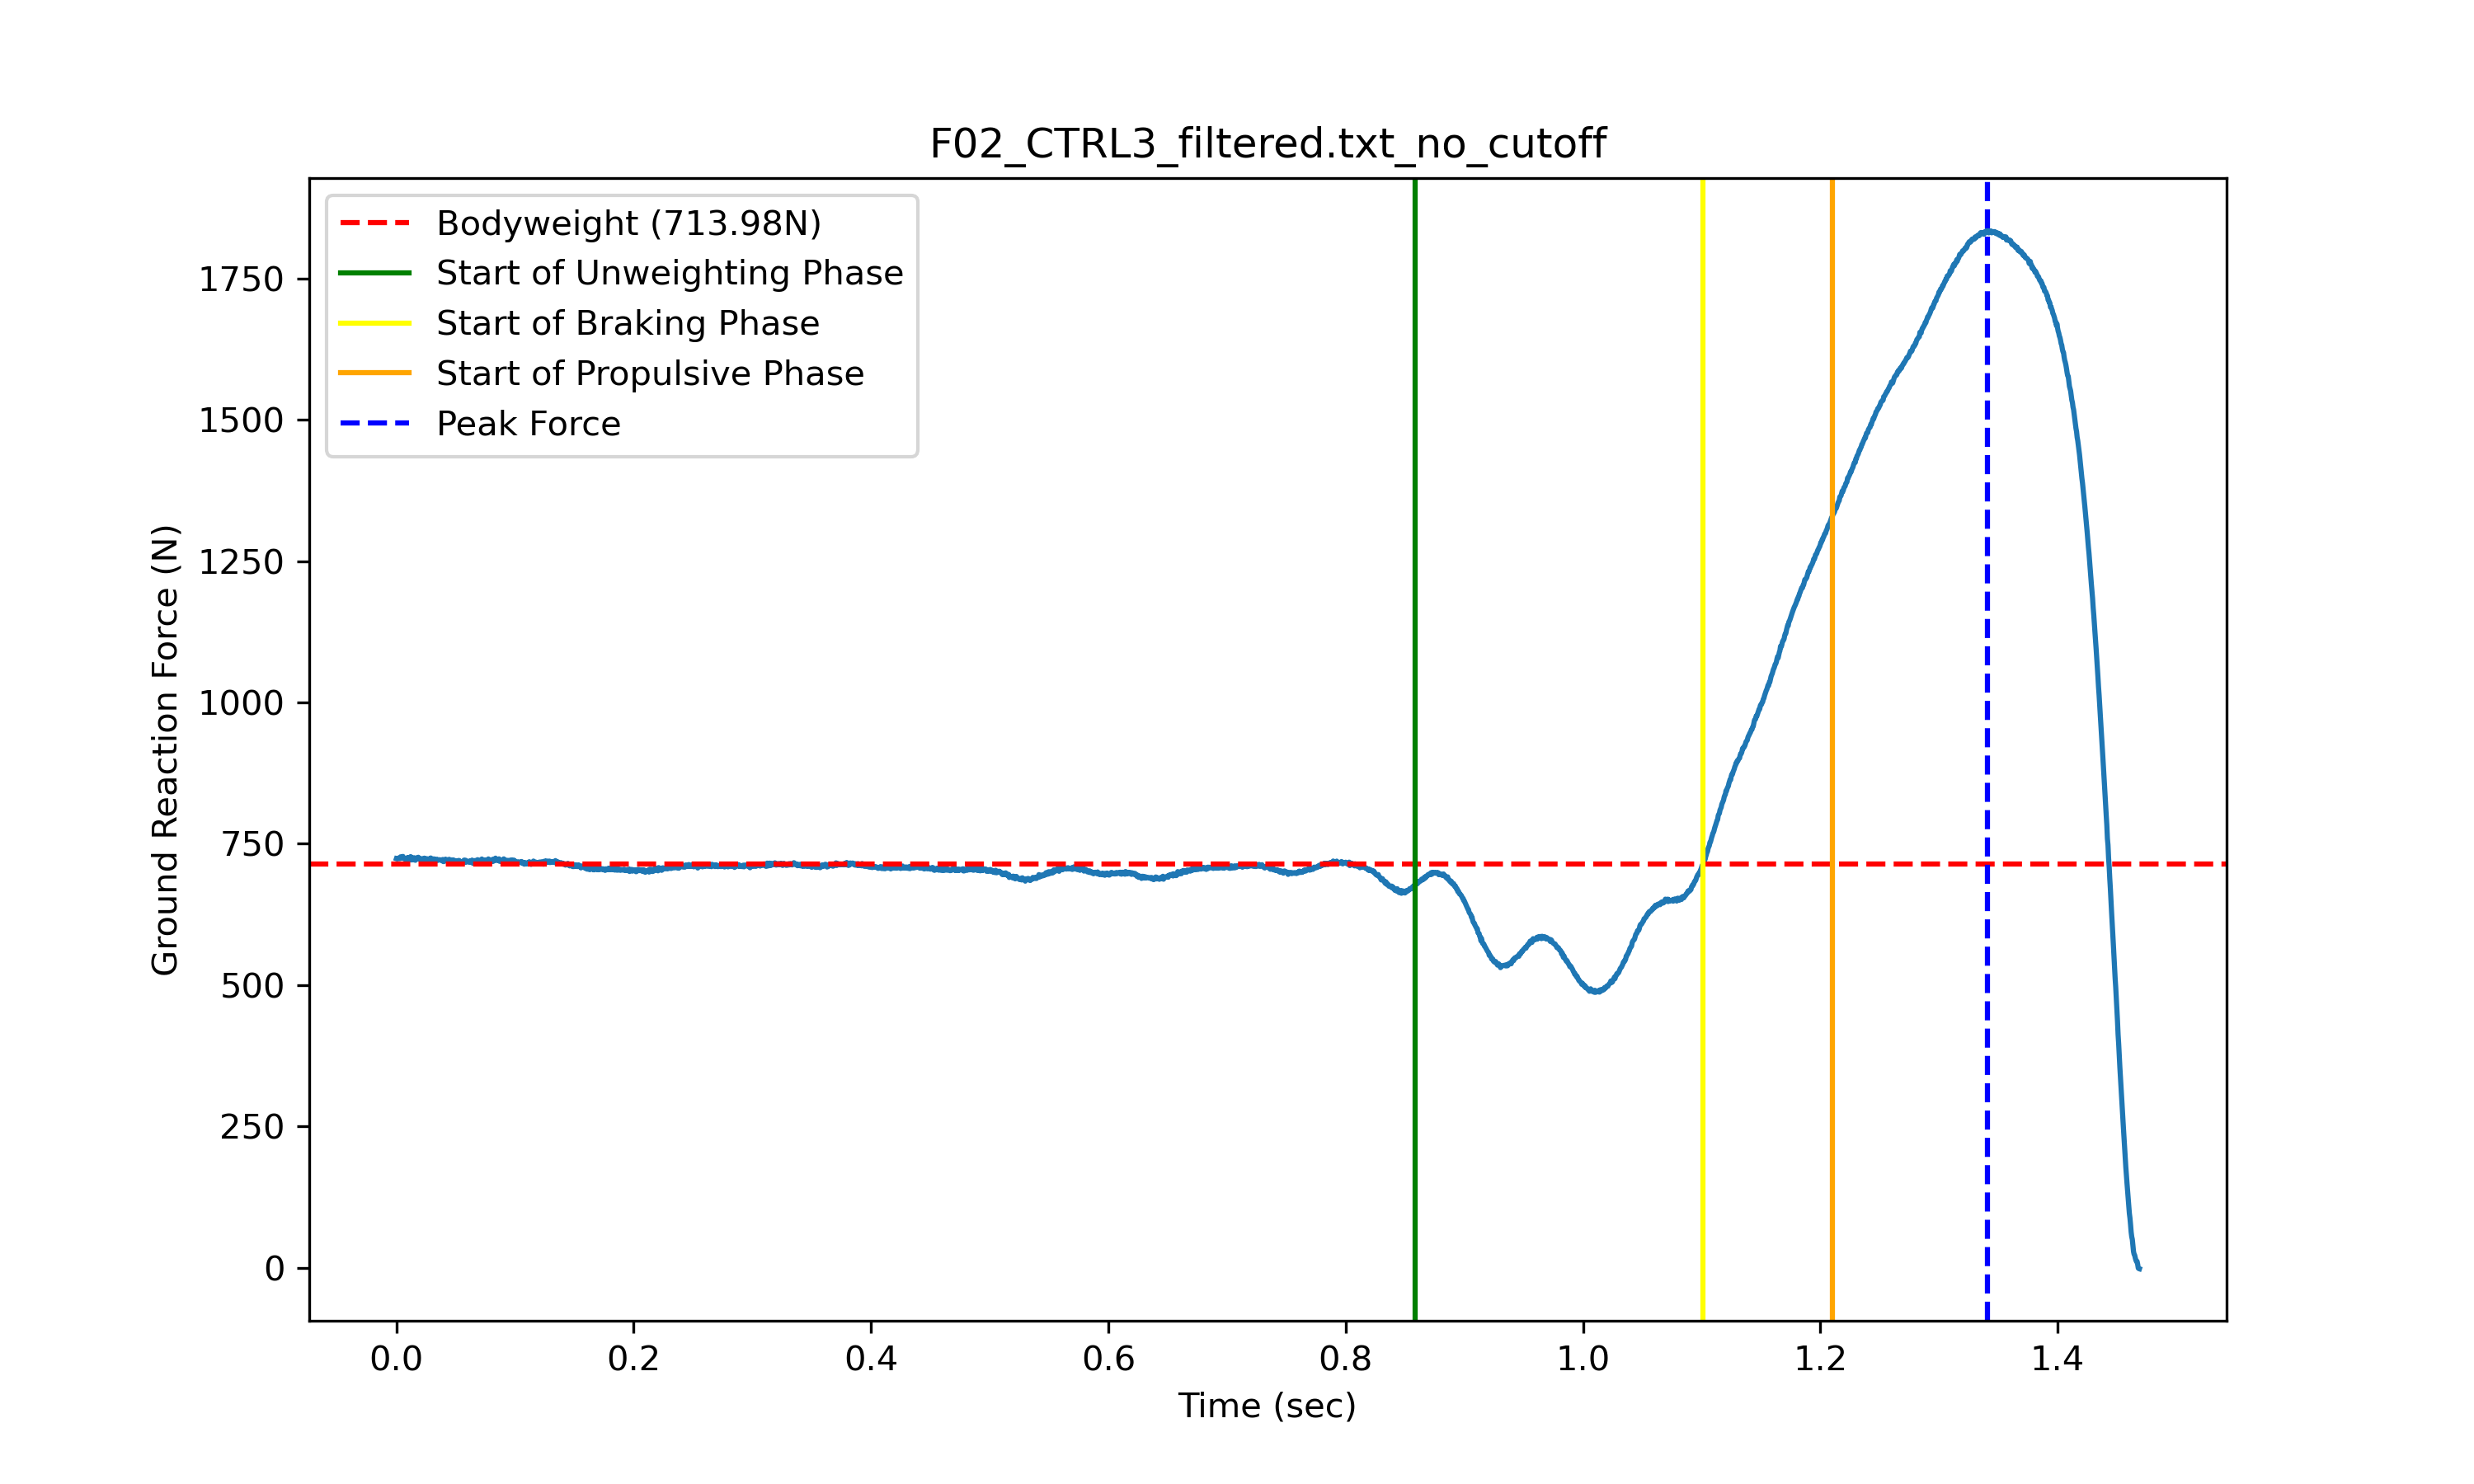 F02_CTRL3_filtered.txt_no_cutoff
Bodyweight (713.98N)
Start of Unweighting Phase
Start of Braking Phase
Start of Propulsive Phase
Peak Force
Ground Reaction Force (N)
1750
1500
1250
1000
750
500
250
0
0.0 0.2 0.4 0.6 0.8 1.0 1.2 1.4
Time (sec)